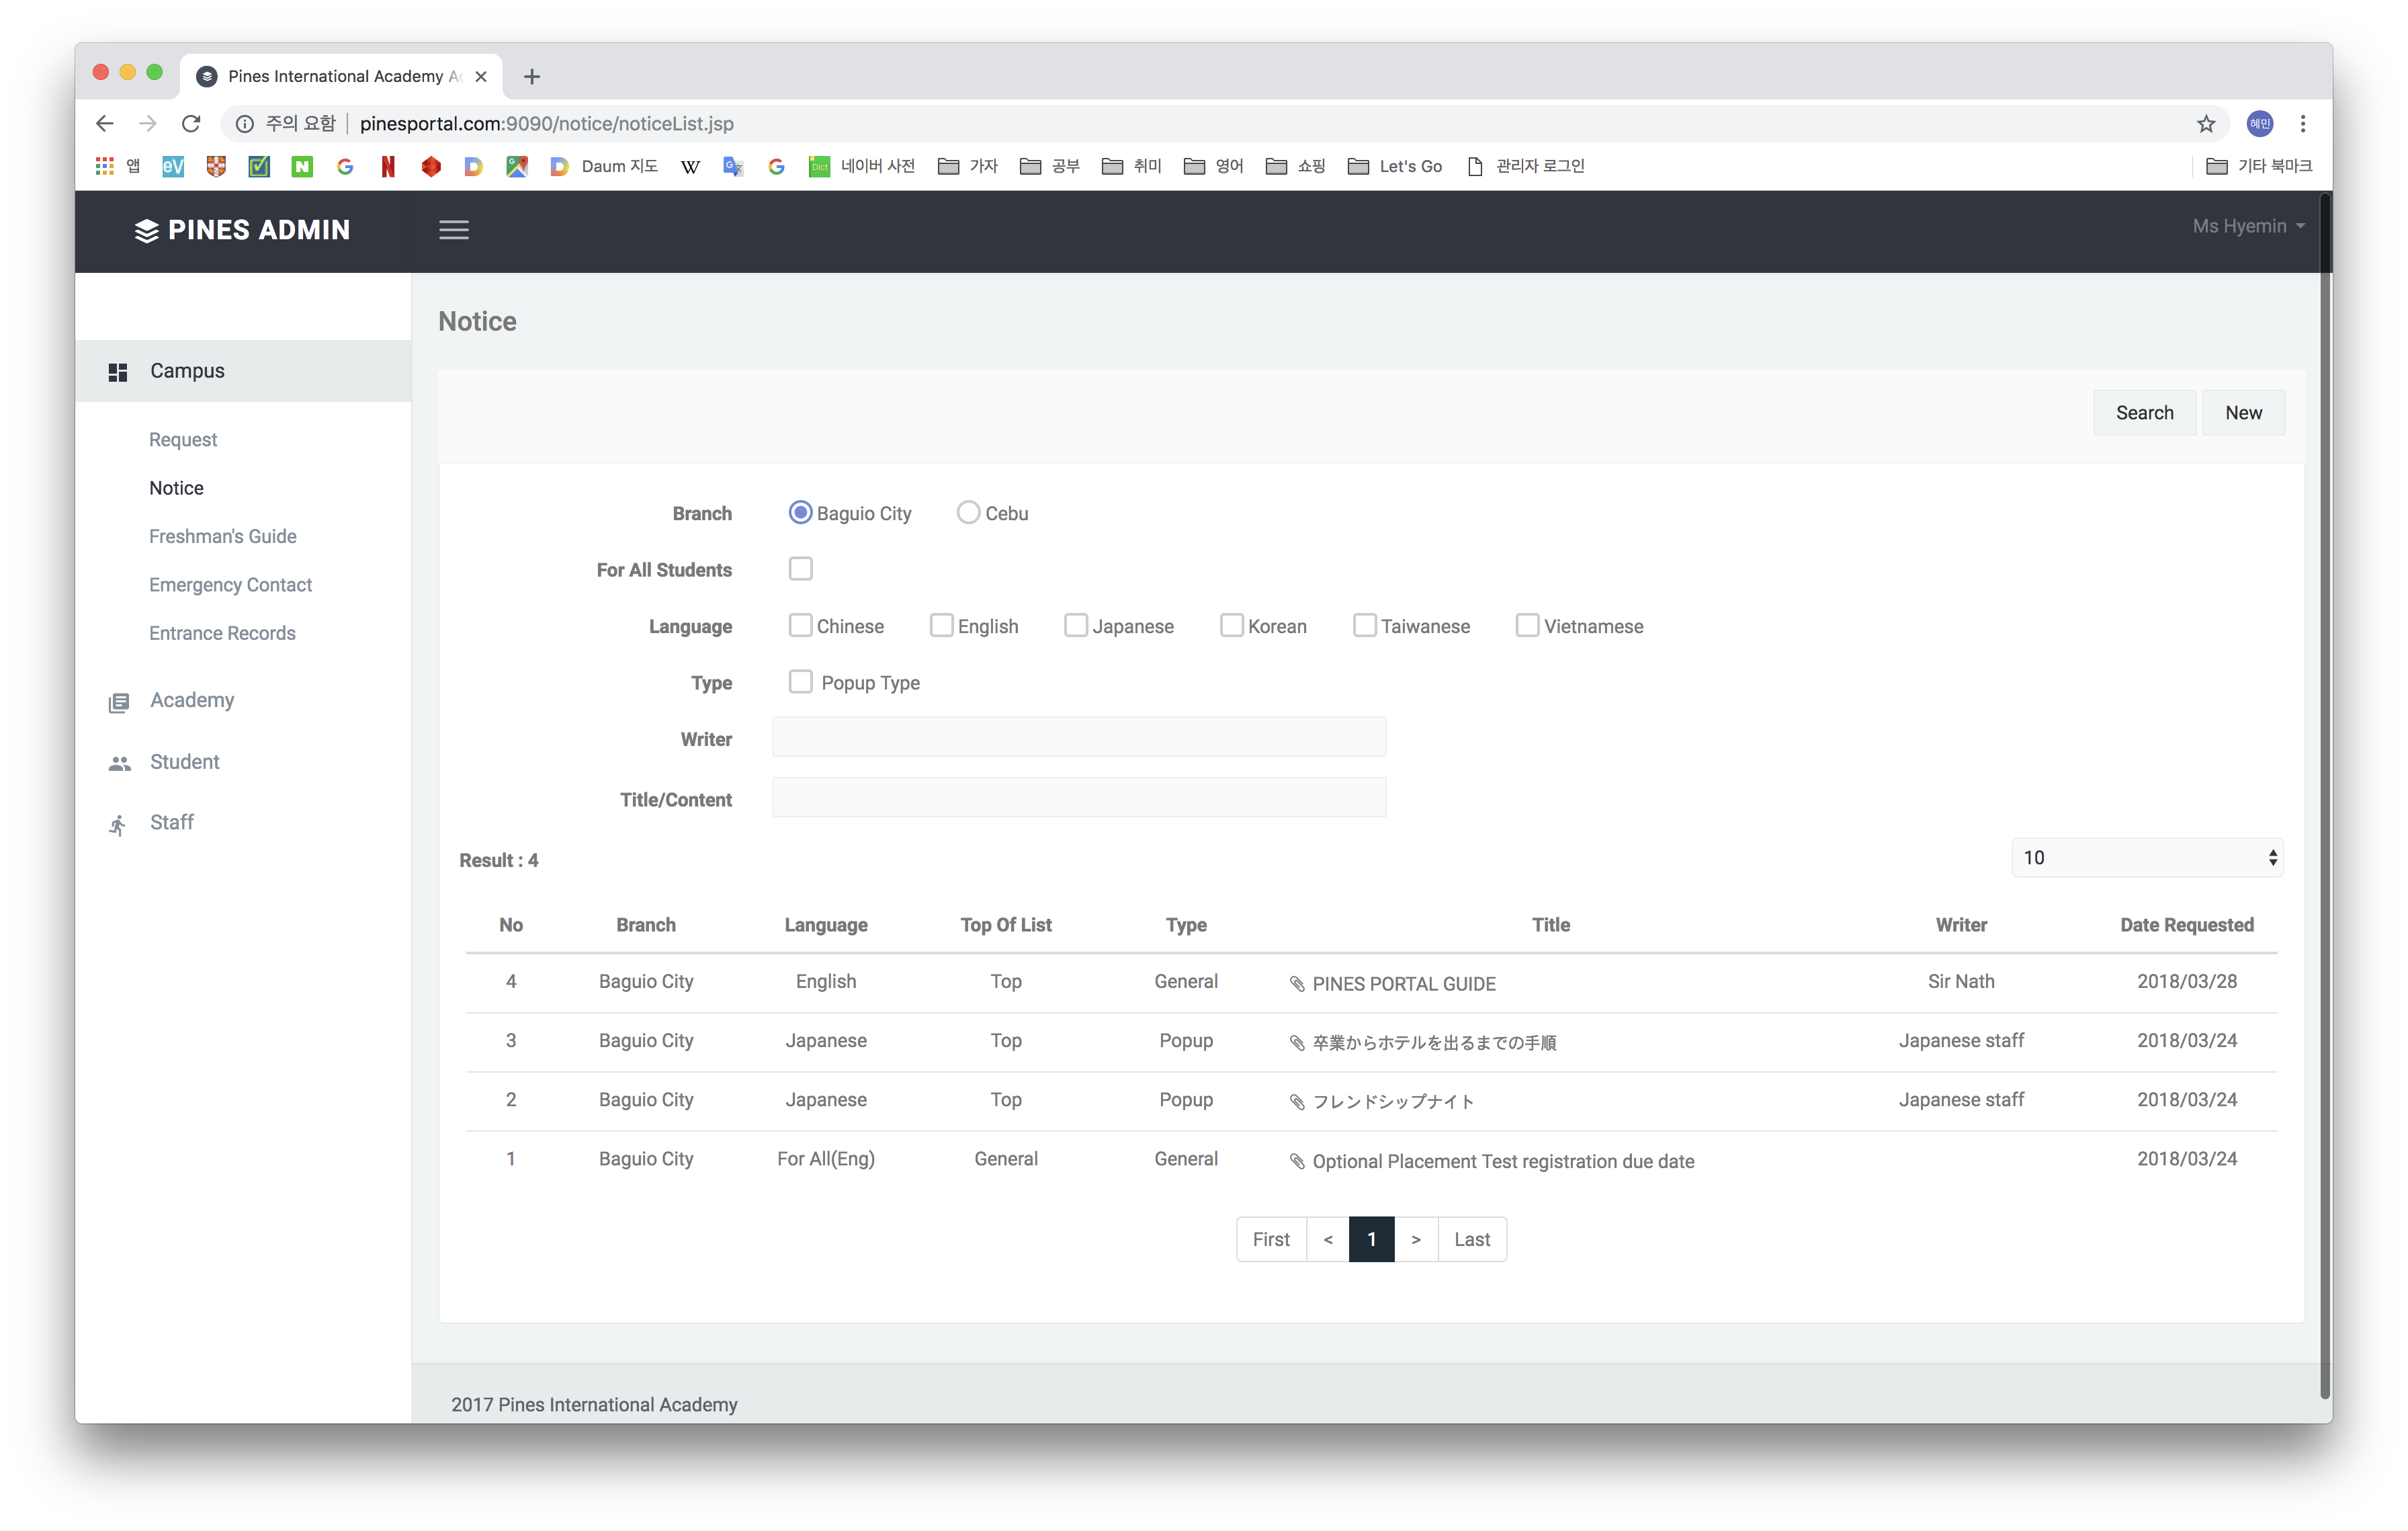 Pines International Academy A
주의 요함 pinesportal.com:9090/notice/noticeList.jsp 혜민
앱 eV N G N D G D Daum 지도 W G G Dict 네이버 사전 가자 공부 취미 영어 쇼핑 Let's Go 관리자 로그인 기타 북마크
PINES ADMIN Ms Hyemin
Notice
Campus
Request
Notice
Freshman's Guide
Emergency Contact
Entrance Records
Academy
Student
Staff
Search New
Branch Baguio City Cebu
For All Students
Language Chinese English Japanese Korean Taiwanese Vietnamese
Type Popup Type
Writer
Title/Content
Result : 4 10
No Branch Language Top Of List Type Title Writer Date Requested
4 Baguio City English Top General PINES PORTAL GUIDE Sir Nath 2018/03/28
3 Baguio City Japanese Top Popup 卒業からホテルを出るまでの手順 Japanese staff 2018/03/24
2 Baguio City Japanese Top Popup フレンドシップナイト Japanese staff 2018/03/24
1 Baguio City For All(Eng) General General Optional Placement Test registration due date 2018/03/24
First < 1 > Last
2017 Pines International Academy